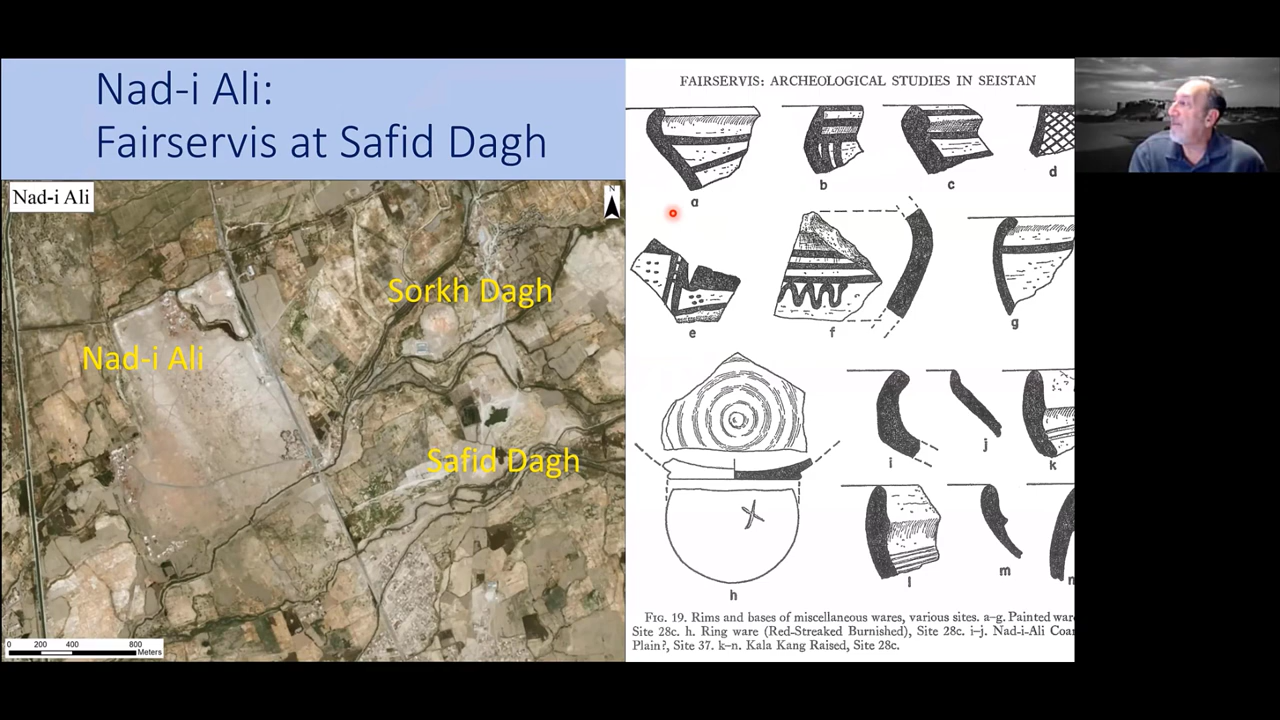 Nad-i Ali:
Fairservis at Safid Dagh
Nad-i Ali
N
Sorkh Dagh
Nad-i Ali
Safid Dagh
0 200 400 800
Meters
FAIRSERVIS: ARCHEOLOGICAL STUDIES IN SEISTAN
a b c d
e f g
h i j k
l m n
FIG. 19. Rims and bases of miscellaneous wares, various sites. a–g. Painted
Site 28c. h. Ring ware (Red-Streaked Burnished), Site 28c. i–j. Nad-i-Ali
Plain?, Site 37. k–n. Kala Kang Raised, Site 28c.